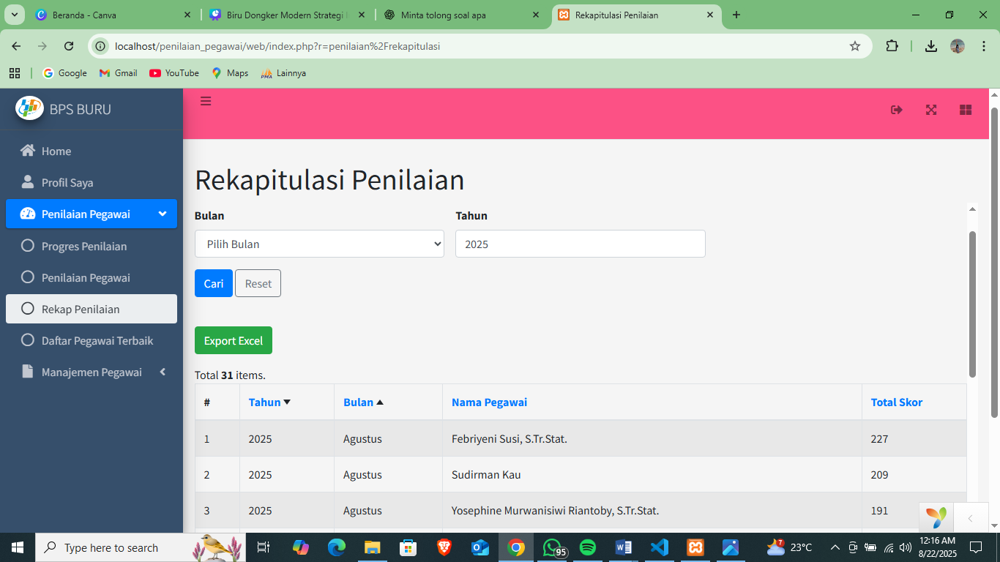 Beranda - Canva
Biru Dongker Modern Strategi
Minta tolong soal apa
Rekapitulasi Penilaian
localhost/penilaian_pegawai/web/index.php?r=penilaian%2Frekapitulasi
Google
Gmail
YouTube
Maps
Lainnya
BPS BURU
Home
Profil Saya
Penilaian Pegawai
Progres Penilaian
Penilaian Pegawai
Rekap Penilaian
Daftar Pegawai Terbaik
Manajemen Pegawai
Rekapitulasi Penilaian
Bulan Tahun
Pilih Bulan 2025
Cari Reset
Export Excel
Total 31 items.
# Tahun Bulan Nama Pegawai Total Skor
1 2025 Agustus Febriyeni Susi, S.Tr.Stat. 227
2 2025 Agustus Sudirman Kau 209
3 2025 Agustus Yosephine Murwanisiwi Riantoby, S.Tr.Stat. 191
Type here to search
95
7
23°C
12:16 AM
8/22/2025